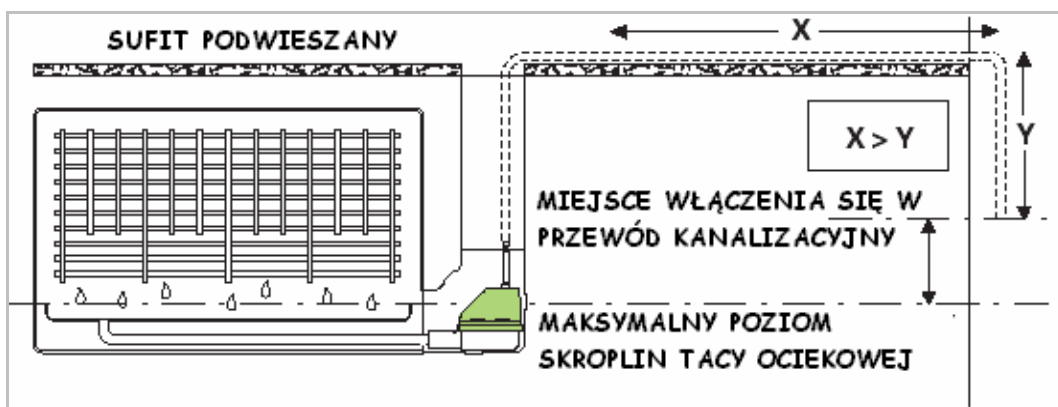 SUFIT PODWIESZANY
X
Y
X > Y
MIEJSCE WŁĄCZENIA SIĘ W
PRZEWÓD KANALIZACYJNY
MAKSYMALNY POZIOM
SKROPLIN TACY OCIEKOWEJ